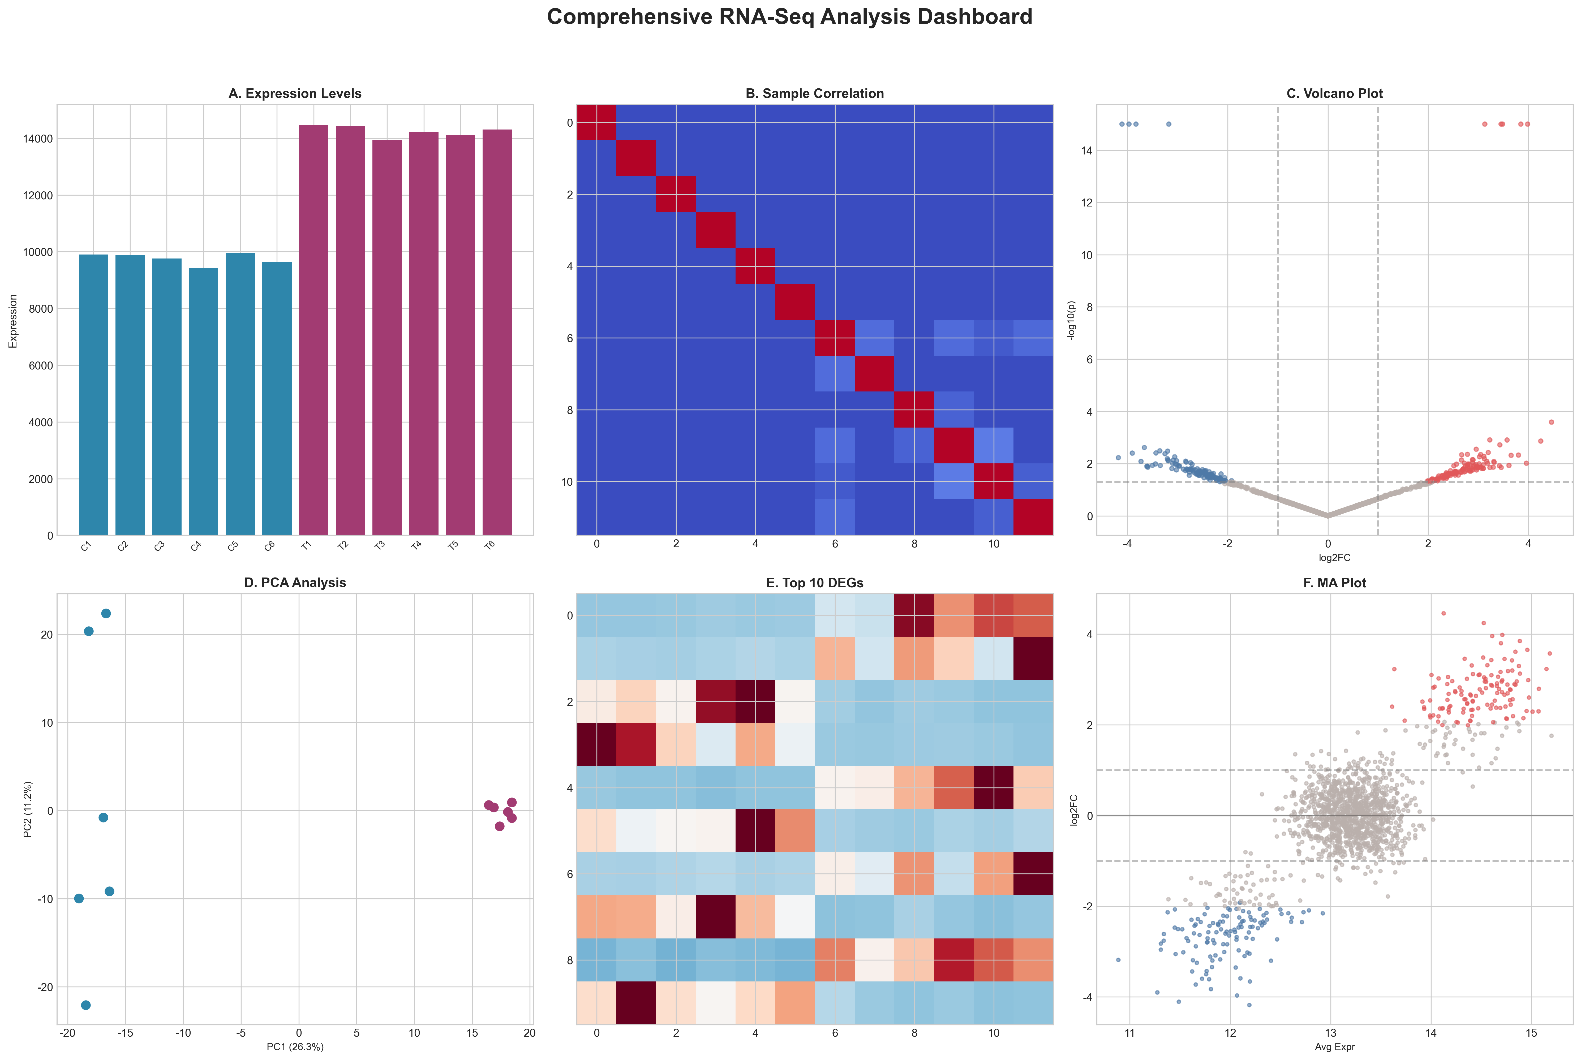 Comprehensive RNA-Seq Analysis Dashboard
A. Expression Levels
14000
12000
10000
8000
6000
4000
2000
0
Expression
C1 C2 C3 C4 C5 C6 T1 T2 T3 T4 T5 T6
B. Sample Correlation
0
2
4
6
8
10
0 2 4 6 8 10
C. Volcano Plot
14
12
10
8
6
4
2
0
-log10(p)
-4 -2 0 2 4
log2FC
D. PCA Analysis
20
10
0
-10
-20
PC2 (11.2%)
-20 -15 -10 -5 0 5 10 15 20
PC1 (26.3%)
E. Top 10 DEGs
0
2
4
6
8
0 2 4 6 8 10
F. MA Plot
4
2
0
-2
-4
log2FC
11 12 13 14 15
Avg Expr